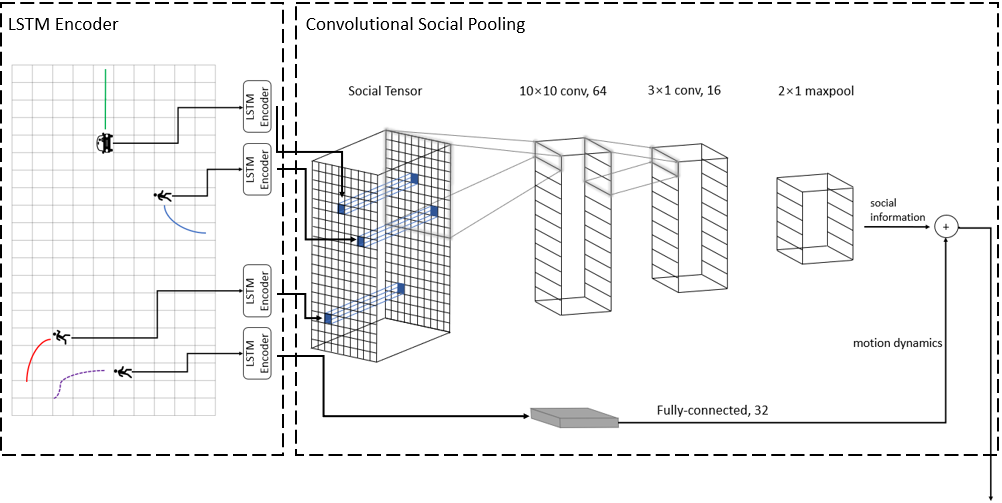 LSTM Encoder
Convolutional Social Pooling
Social Tensor
10×10 conv, 64
3×1 conv, 16
2×1 maxpool
LSTM
Encoder
LSTM
Encoder
LSTM
Encoder
LSTM
Encoder
social
information
+
motion dynamics
Fully-connected, 32